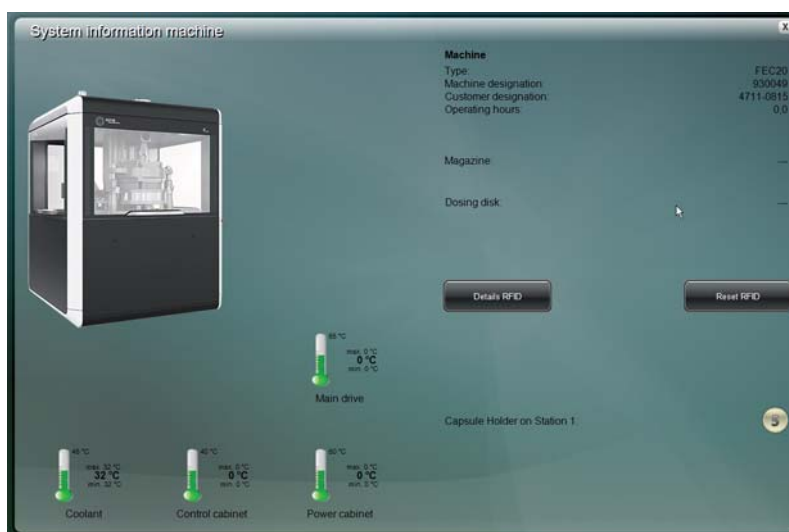 System information machine
X
Machine
Type: FEC20
Machine designation: 930049
Customer designation: 4711-0815
Operating hours: 0,0
Magazine: ---
Dosing disk: ---
Details RFID
Reset RFID
max. 0 °C
0 °C
min. 0 °C
Main drive
Capsule Holder on Station 1:
5
45 °C
max. 32 °C
32 °C
min. 32 °C
Coolant
40 °C
max. 0 °C
0 °C
min. 0 °C
Control cabinet
max. 0 °C
0 °C
min. 0 °C
Power cabinet